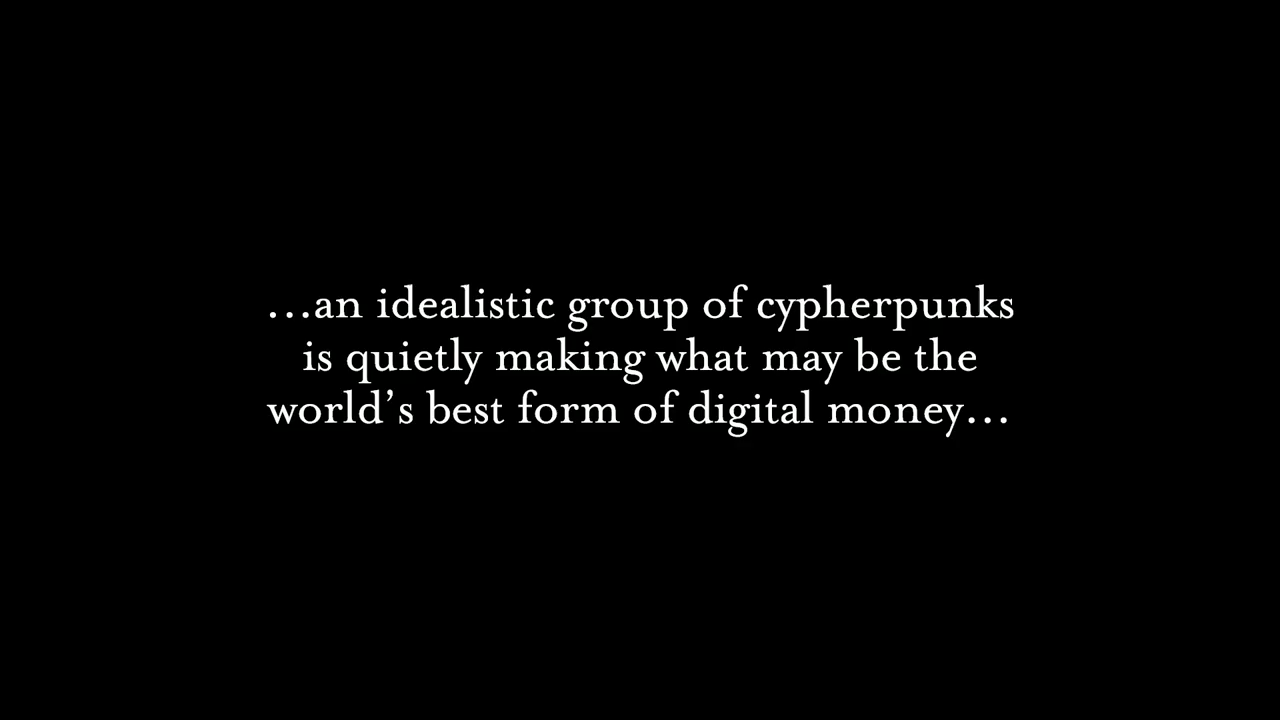 …an idealistic group of cypherpunks
is quietly making what may be the
world’s best form of digital money…